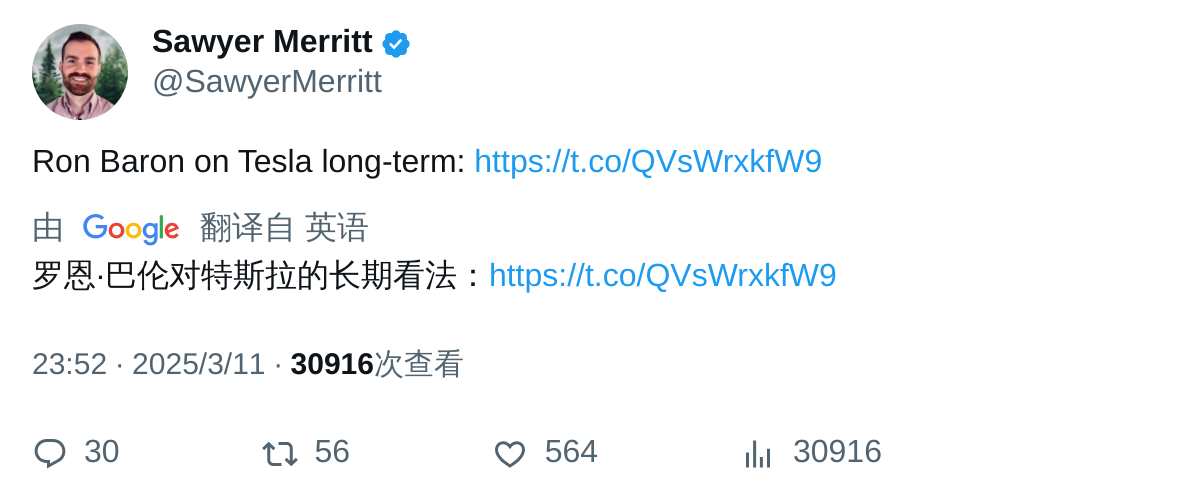 Sawyer Merritt
@SawyerMerritt
Ron Baron on Tesla long-term: https://t.co/QVsWrxkfW9
由 Google 翻译自 英语
罗恩·巴伦对特斯拉的长期看法：https://t.co/QVsWrxkfW9
23:52 · 2025/3/11 · 30916次查看
30 56 564 30916